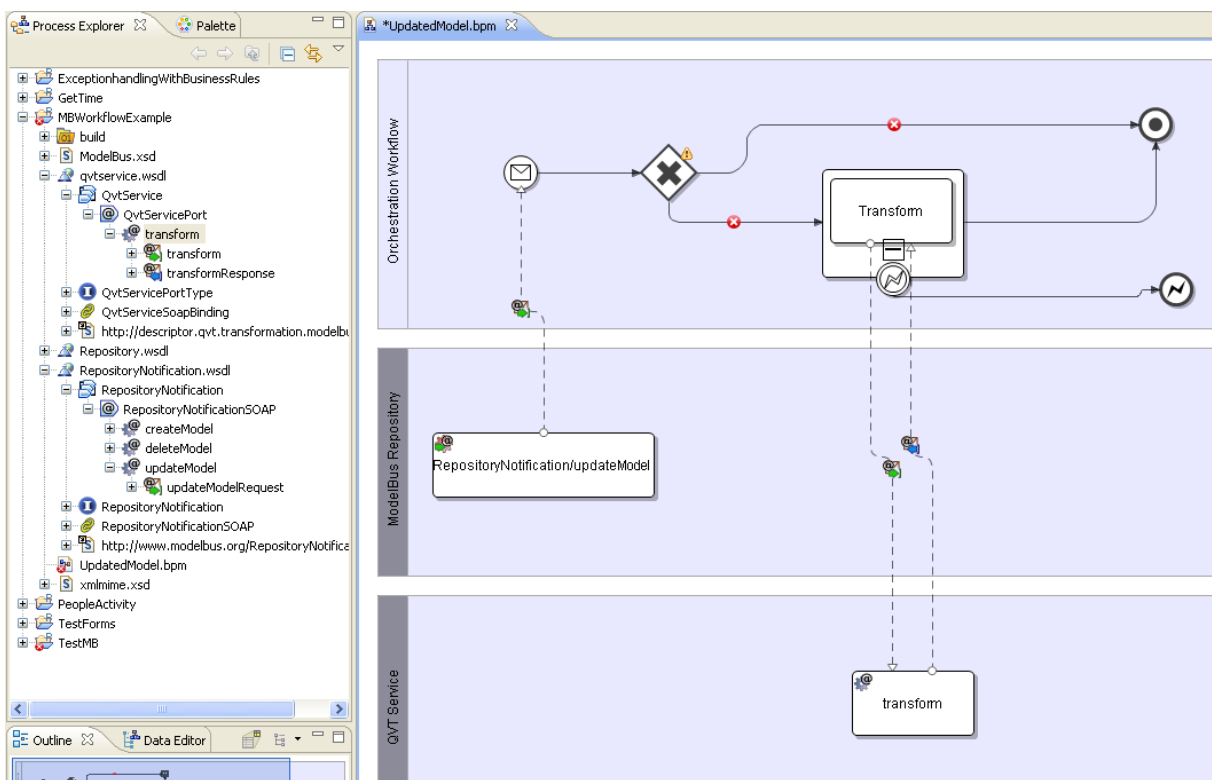 Process Explorer
Palette
*UpdatedModel.bpm
ExceptionhandlingWithBusinessRules
GetTime
MBWorkflowExample
build
ModelBus.xsd
qvtservice.wsdl
QvtService
QvtServicePort
transform
transform
transformResponse
QvtServicePortType
QvtServiceSoapBinding
http://descriptor.qvt.transformation.modelbu
Repository.wsdl
RepositoryNotification.wsdl
RepositoryNotification
RepositoryNotificationSOAP
createModel
deleteModel
updateModel
updateModelRequest
RepositoryNotification
RepositoryNotificationSOAP
http://www.modelbus.org/RepositoryNotifica
UpdatedModel.bpm
xmlmime.xsd
PeopleActivity
TestForms
TestMB
Outline
Data Editor
Orchestration Workflow
Transform
ModelBus Repository
RepositoryNotification/updateModel
QVT Service
transform